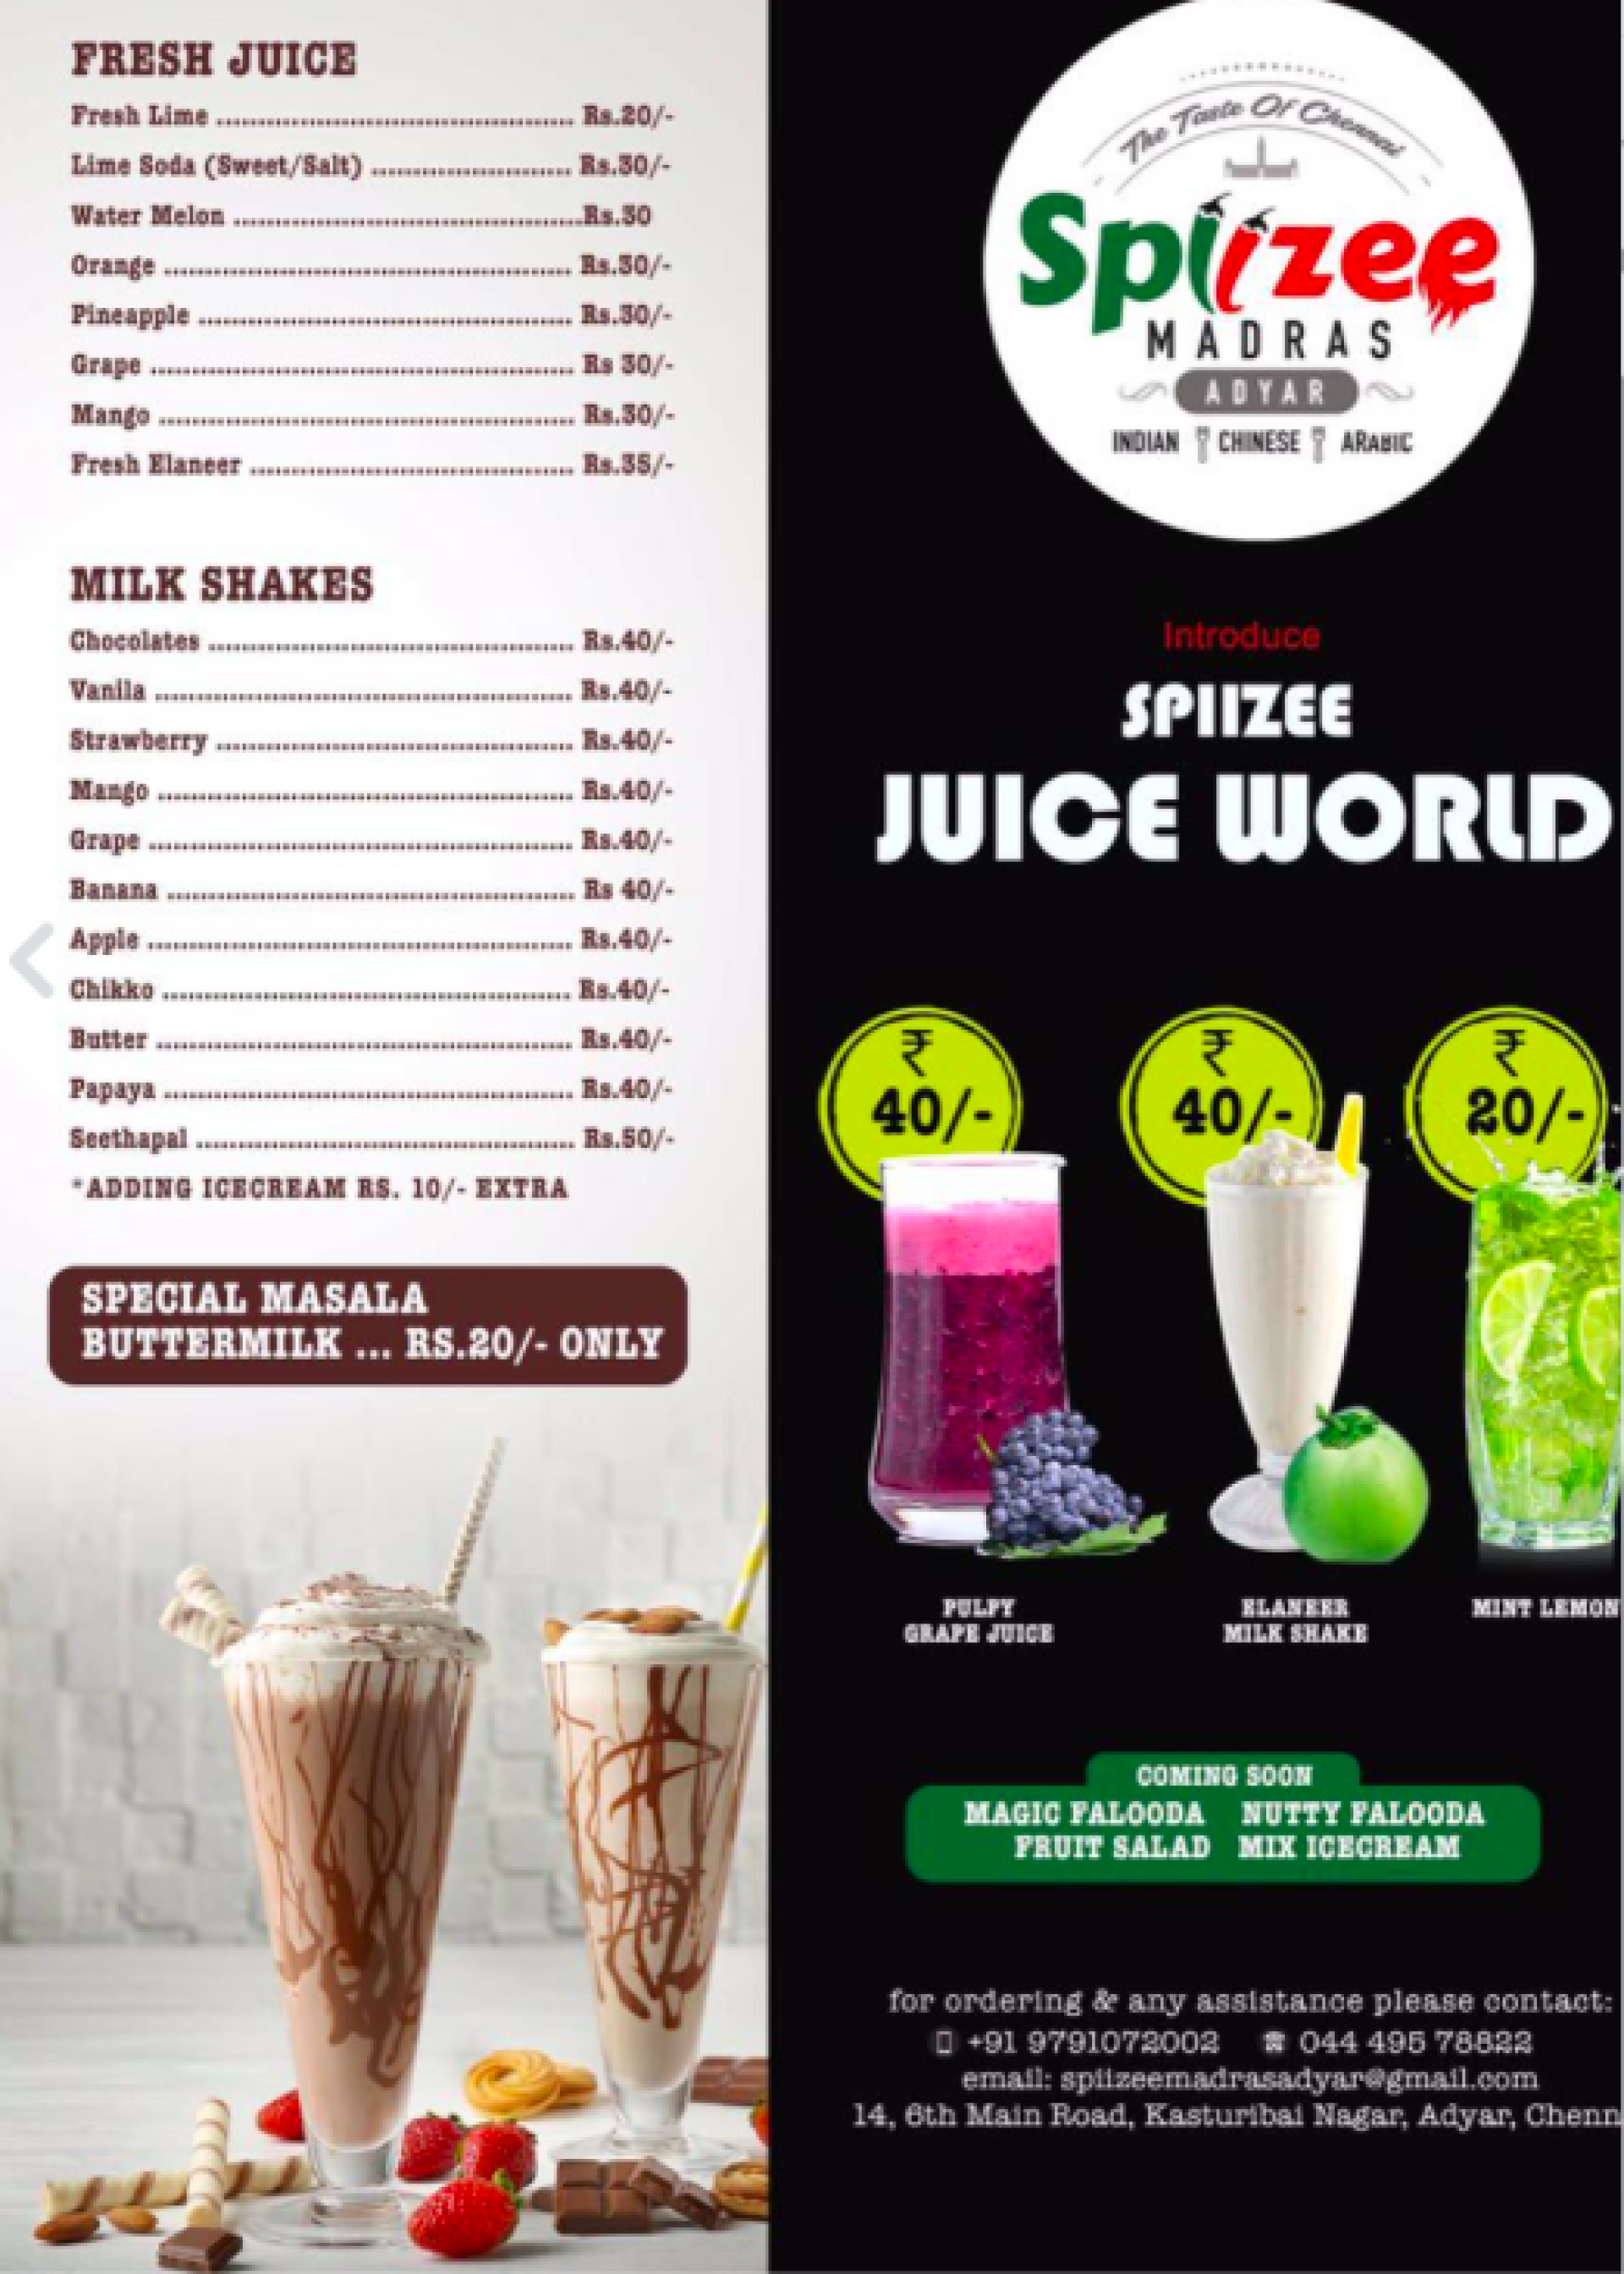 FRESH JUICE
Fresh Lime ........................................... Rs.20/-
Lime Soda (Sweet/Salt) ........................ Rs.30/-
Water Melon ..........................................Rs.30
Orange ................................................. Rs.30/-
Pineapple ............................................. Rs.30/-
Grape ................................................... Rs 30/-
Mango .................................................. Rs.30/-
Fresh Elaneer ....................................... Rs.35/-
MILK SHAKES
Chocolates ............................................ Rs.40/-
Vanila .................................................. Rs.40/-
Strawberry ........................................... Rs.40/-
Mango .................................................. Rs.40/-
Grape ................................................... Rs.40/-
Banana ................................................. Rs 40/-
Apple ................................................... Rs.40/-
Chikko ................................................. Rs.40/-
Butter .................................................. Rs.40/-
Papaya ................................................. Rs.40/-
Seethapal ............................................. Rs.50/-
*ADDING ICECREAM RS. 10/- EXTRA
SPECIAL MASALA
BUTTERMILK ... RS.20/- ONLY
The Taste Of Chennai
Spiizee
MADRAS
ADYAR
INDIAN CHINESE ARABIC
Introduce
SPIIZEE
JUICE WORLD
₹ 40/-
₹ 40/-
₹ 20/-
PULPY
GRAPE JUICE
ELANEER
MILK SHAKE
MINT LEMON
COMING SOON
MAGIC FALOODA NUTTY FALOODA
FRUIT SALAD MIX ICECREAM
for ordering & any assistance please contact:
+91 9791072002 044 495 78822
email: spiizeemadrasadyar@gmail.com
14, 6th Main Road, Kasturibai Nagar, Adyar, Chenn